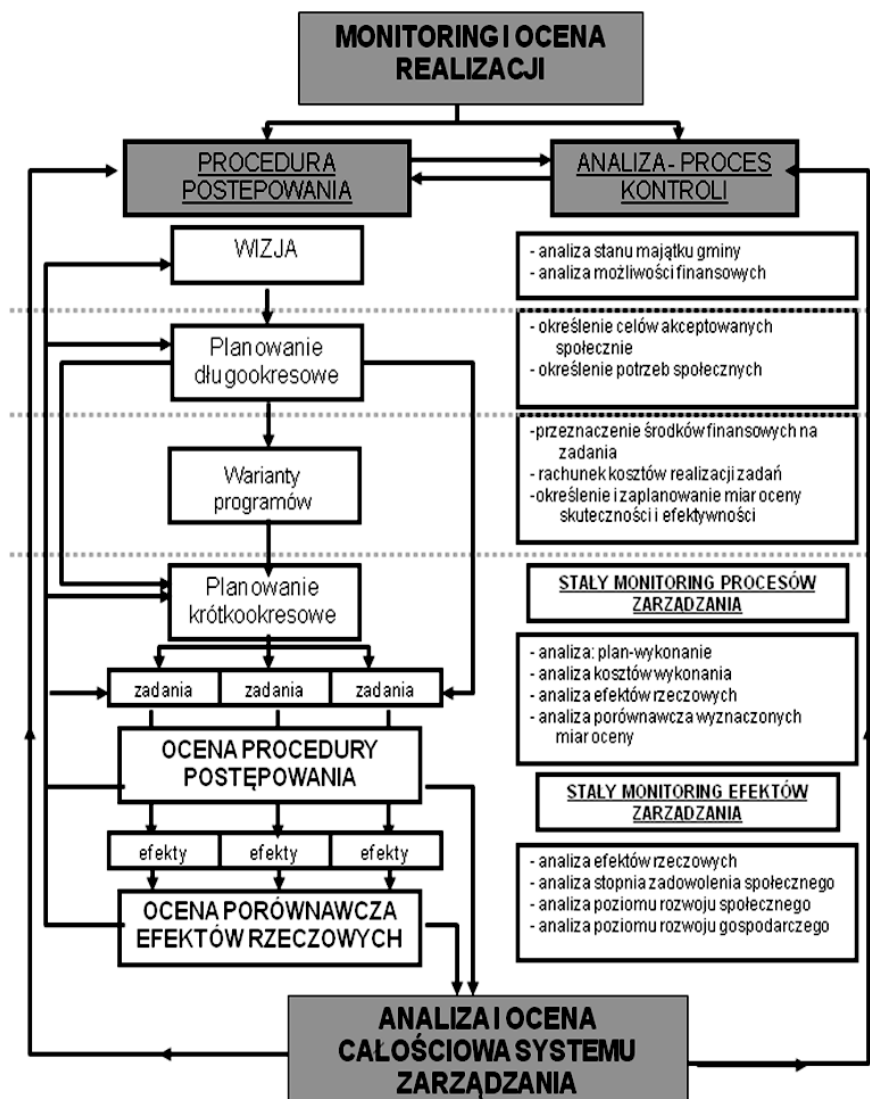 MONITORING I OCENA
REALIZACJI
PROCEDURA
POSTEPOWANIA
ANALIZA - PROCES
KONTROLI
WIZJA
- analiza stanu majątku gminy
- analiza możliwości finansowych
Planowanie
długookresowe
- określenie celów akceptowanych
społecznie
- określenie potrzeb społecznych
Warianty
programów
-przeznaczenie środków finansowych na
zadania
- rachunek kosztów realizacji zadań
-określenie i zaplanowanie miar oceny
skuteczności i efektywności
Planowanie
krótkookresowe
STAŁY MONITORING PROCESÓW
ZARZADZANIA
zadania zadania zadania
- analiza: plan-wykonanie
- analiza kosztów wykonania
- analiza efektów rzeczowych
- analiza porównawcza wyznaczonych
miar oceny
OCENA PROCEDURY
POSTĘPOWANIA
STAŁY MONITORING EFEKTÓW
ZARZADZANIA
efekty efekty efekty
- analiza efektów rzeczowych
- analiza stopnia zadowolenia społecznego
- analiza poziomu rozwoju społecznego
- analiza poziomu rozwoju gospodarczego
OCENA PORÓWNAWCZA
EFEKTÓW RZECZOWYCH
ANALIZA I OCENA
CAŁOŚCIOWA SYSTEMU
ZARZĄDZANIA